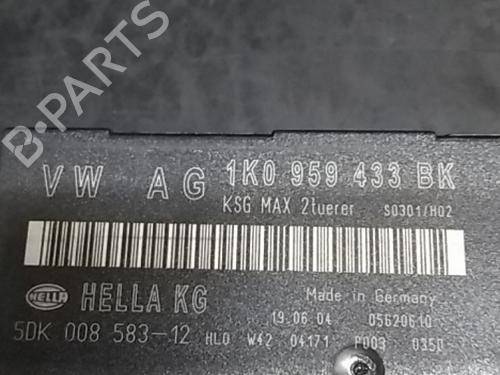 B-PARTS
VW AG 1K0 959 433 BK
KSG MAX 2tuerer S0301/H02
HELLA HELLA KG Made in Germany
19.06.04 05620610
5DK 008 583-12 HL0 W42 04171 P003 0350